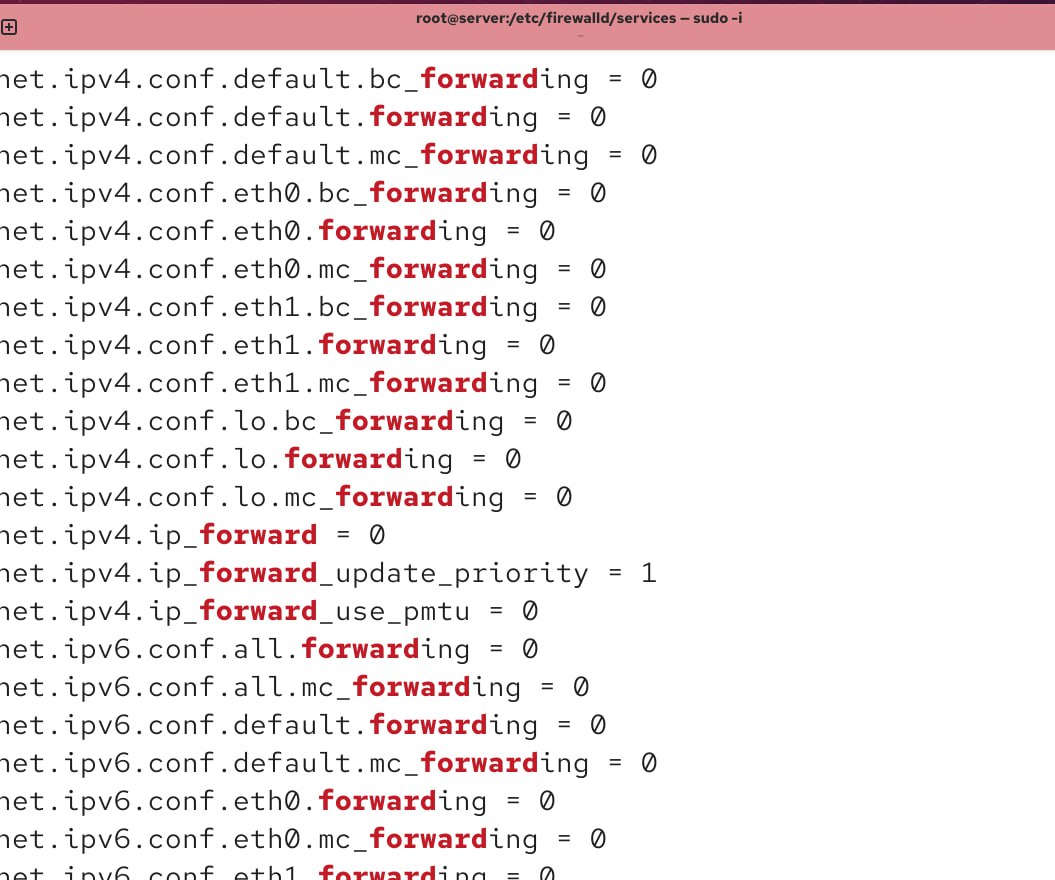 root@server:/etc/firewalld/services — sudo -i
~
net.ipv4.conf.default.bc_forwarding = 0
net.ipv4.conf.default.forwarding = 0
net.ipv4.conf.default.mc_forwarding = 0
net.ipv4.conf.eth0.bc_forwarding = 0
net.ipv4.conf.eth0.forwarding = 0
net.ipv4.conf.eth0.mc_forwarding = 0
net.ipv4.conf.eth1.bc_forwarding = 0
net.ipv4.conf.eth1.forwarding = 0
net.ipv4.conf.eth1.mc_forwarding = 0
net.ipv4.conf.lo.bc_forwarding = 0
net.ipv4.conf.lo.forwarding = 0
net.ipv4.conf.lo.mc_forwarding = 0
net.ipv4.ip_forward = 0
net.ipv4.ip_forward_update_priority = 1
net.ipv4.ip_forward_use_pmtu = 0
net.ipv6.conf.all.forwarding = 0
net.ipv6.conf.all.mc_forwarding = 0
net.ipv6.conf.default.forwarding = 0
net.ipv6.conf.default.mc_forwarding = 0
net.ipv6.conf.eth0.forwarding = 0
net.ipv6.conf.eth0.mc_forwarding = 0
net.ipv6.conf.eth1.forwarding = 0